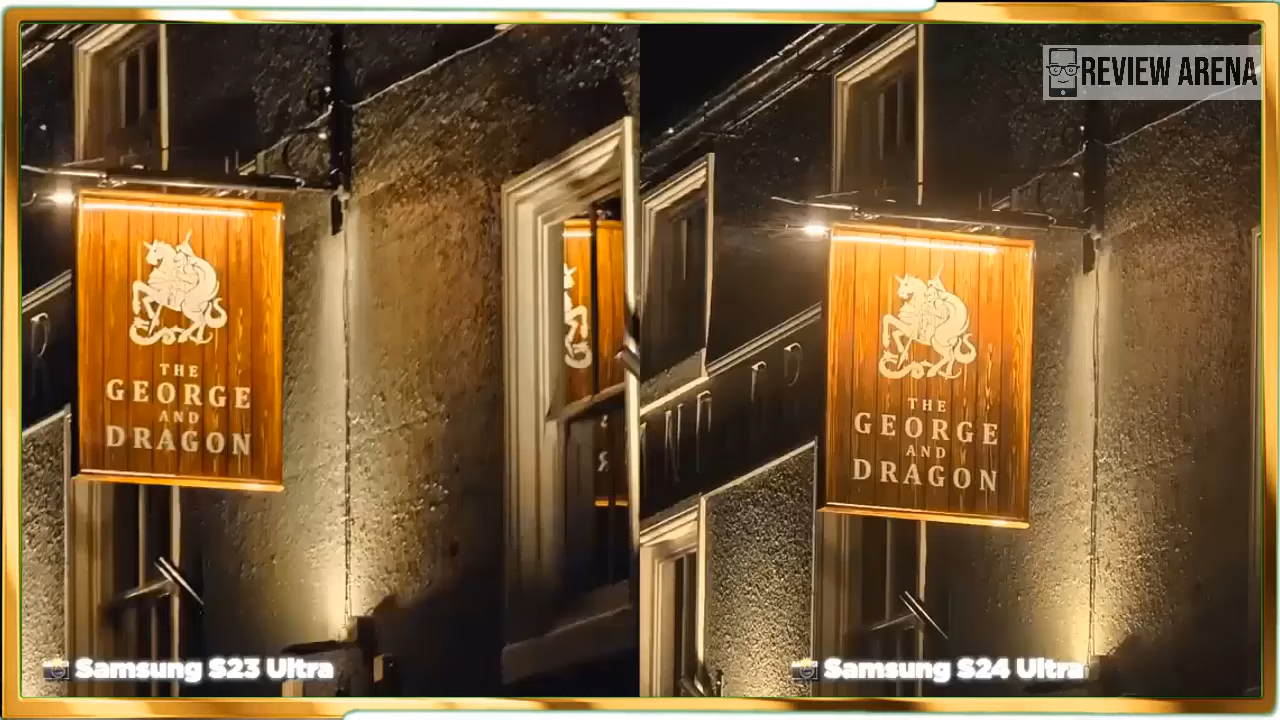 REVIEW ARENA
THE
GEORGE
AND
DRAGON
THE
GEORGE
AND
DRAGON
Samsung S23 Ultra
Samsung S24 Ultra